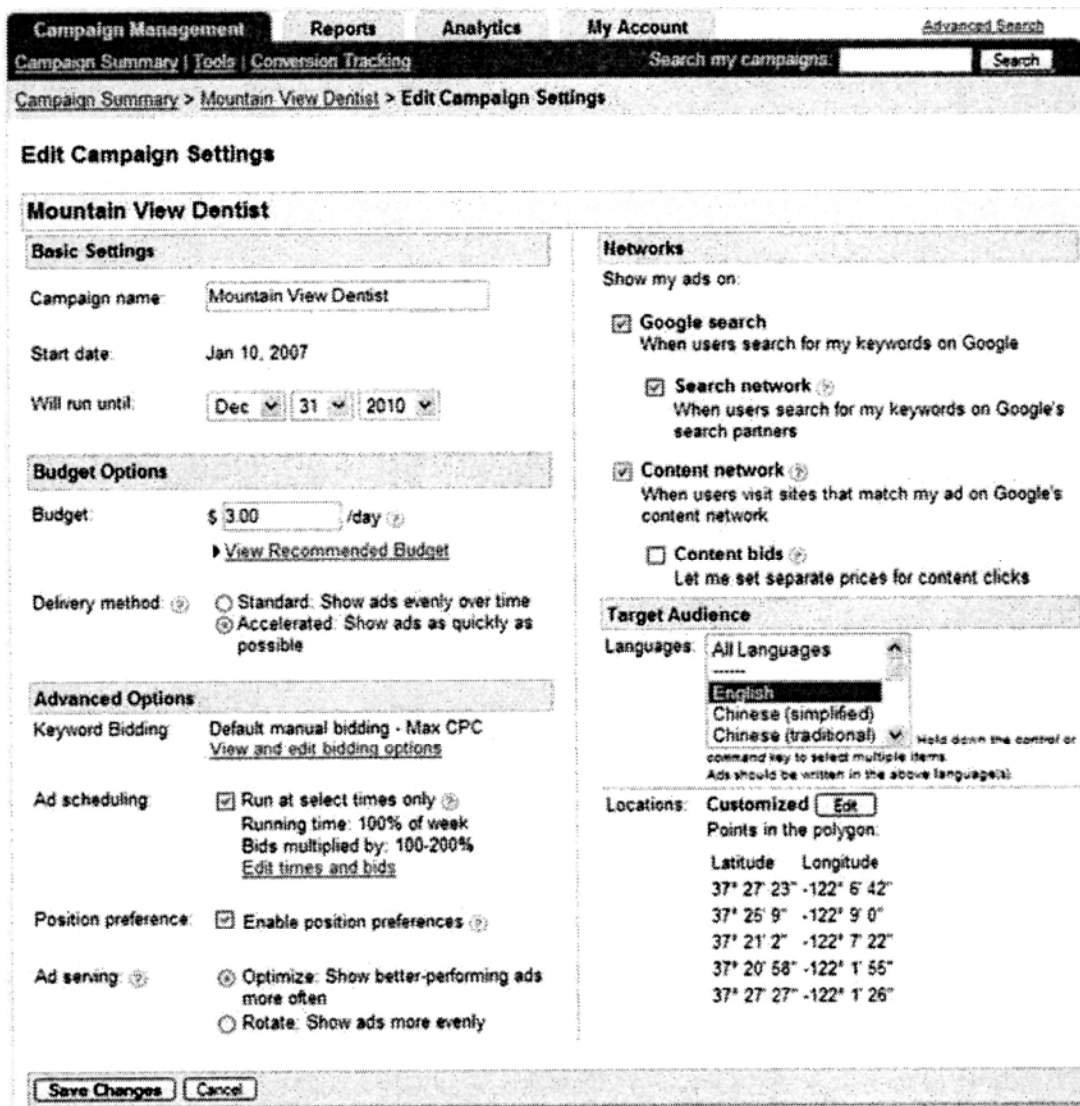 Campaign Management Reports Analytics My Account Advanced Search
Campaign Summary | Tools | Conversion Tracking Search my campaigns: Search
Campaign Summary > Mountain View Dentist > Edit Campaign Settings
Edit Campaign Settings
Mountain View Dentist
Basic Settings
Campaign name: Mountain View Dentist
Start date: Jan 10, 2007
Will run until: Dec 31 2010
Budget Options
Budget: $ 3.00 /day ?
View Recommended Budget
Delivery method: ? Standard: Show ads evenly over time
Accelerated: Show ads as quickly as
possible
Advanced Options
Keyword Bidding: Default manual bidding - Max CPC
View and edit bidding options
Ad scheduling: Run at select times only ?
Running time: 100% of week
Bids multiplied by: 100-200%
Edit times and bids
Position preference: Enable position preferences ?
Ad serving: ? Optimize: Show better-performing ads
more often
Rotate: Show ads more evenly
Networks
Show my ads on:
Google search
When users search for my keywords on Google
Search network ?
When users search for my keywords on Google's
search partners
Content network ?
When users visit sites that match my ad on Google's
content network
Content bids ?
Let me set separate prices for content clicks
Target Audience
Languages: All Languages
------
English
Chinese (simplified)
Chinese (traditional) Hold down the control or
command key to select multiple items.
Ads should be written in the above language(s).
Locations: Customized Edit
Points in the polygon:
Latitude Longitude
37° 27' 23" -122° 6' 42"
37° 25' 9" -122° 9' 0"
37° 21' 2" -122° 7' 22"
37° 20' 58" -122° 1' 55"
37° 27' 27" -122° 1' 26"
Save Changes Cancel